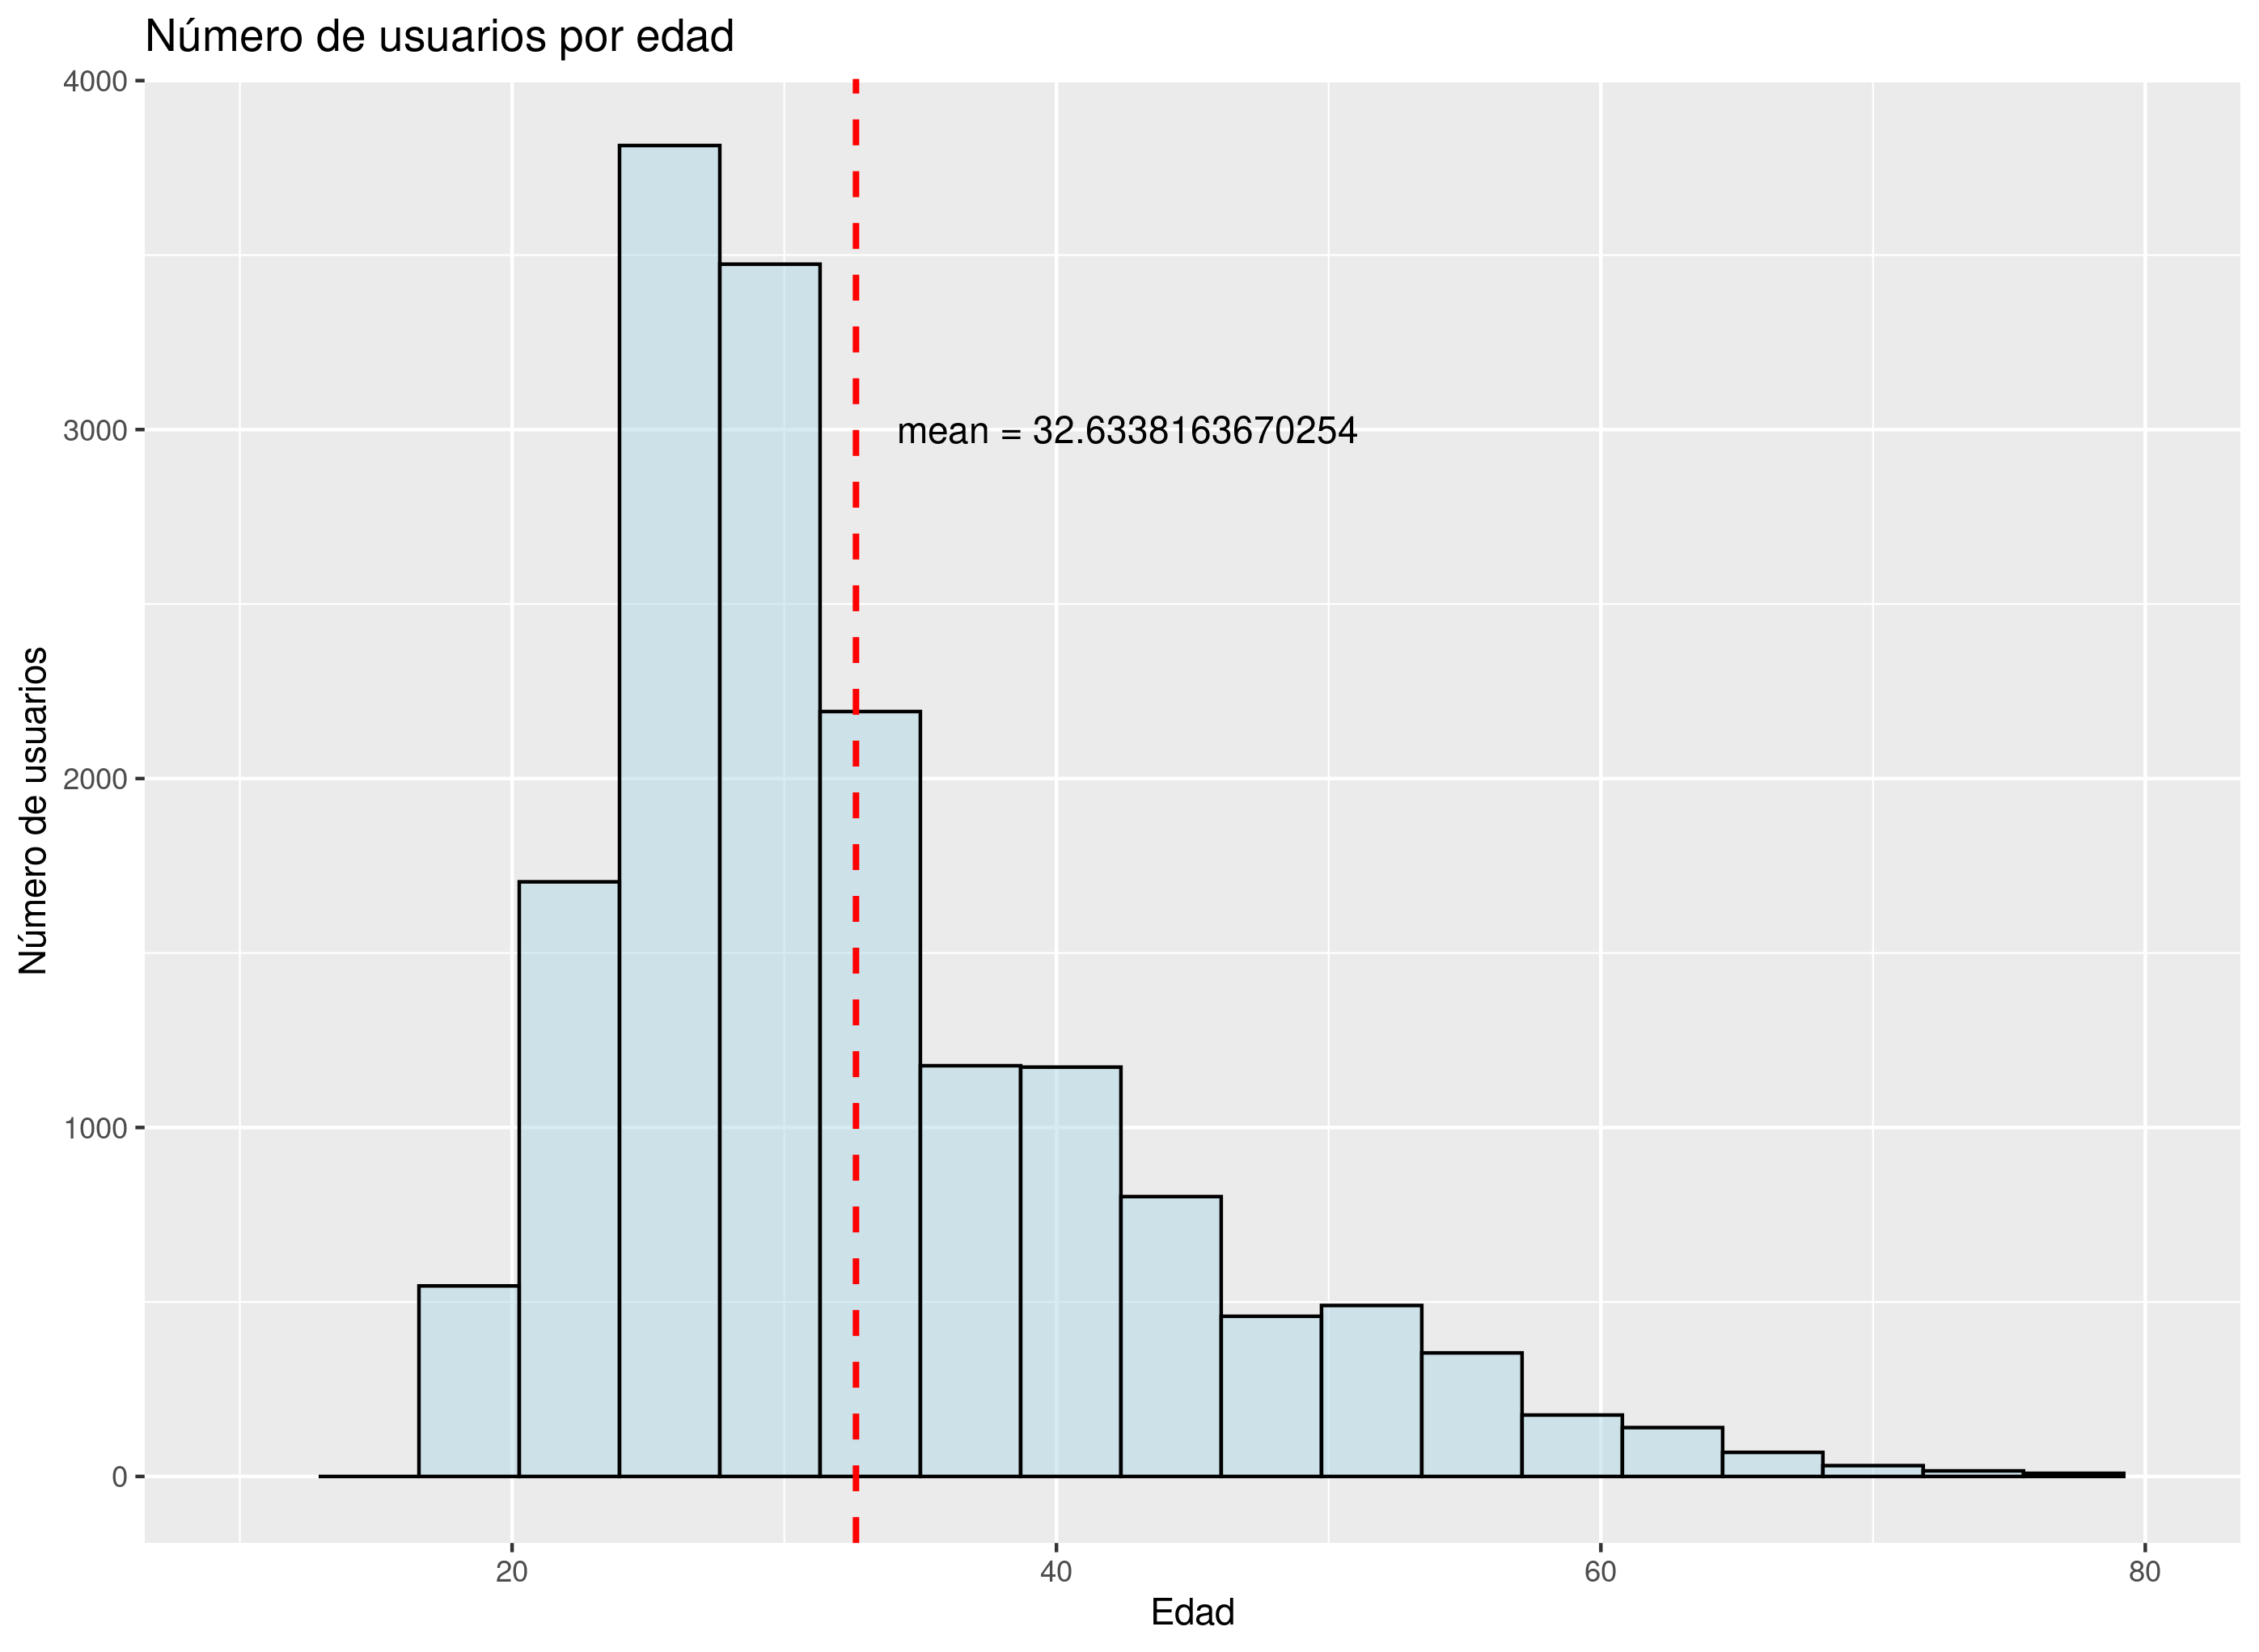 Número de usuarios por edad
4000
3000
2000
1000
0
Número de usuarios
mean = 32.6338163670254
20
40
60
80
Edad